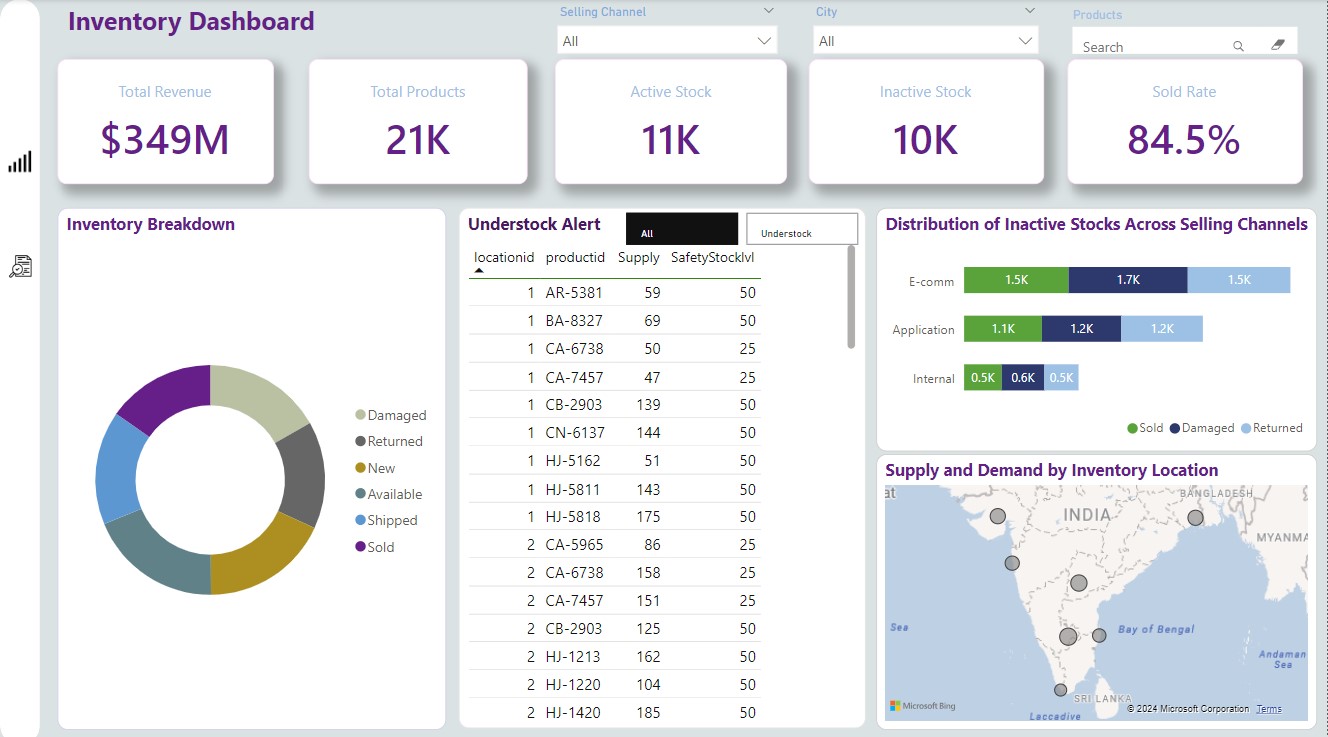 Inventory Dashboard
Selling Channel
All
City
All
Products
Search
Total Revenue
$349M
Total Products
21K
Active Stock
11K
Inactive Stock
10K
Sold Rate
84.5%
Inventory Breakdown
Damaged
Returned
New
Available
Shipped
Sold
Understock Alert
All
Understock
locationid productid Supply SafetyStocklvl
1 AR-5381 59 50
1 BA-8327 69 50
1 CA-6738 50 25
1 CA-7457 47 25
1 CB-2903 139 50
1 CN-6137 144 50
1 HJ-5162 51 50
1 HJ-5811 143 50
1 HJ-5818 175 50
2 CA-5965 86 25
2 CA-6738 158 25
2 CA-7457 151 25
2 CB-2903 125 50
2 HJ-1213 162 50
2 HJ-1220 104 50
2 HJ-1420 185 50
Distribution of Inactive Stocks Across Selling Channels
E-comm 1.5K 1.7K 1.5K
Application 1.1K 1.2K 1.2K
Internal 0.5K 0.6K 0.5K
Sold Damaged Returned
Supply and Demand by Inventory Location
at
BANGLADESH
INDIA
MYANMA
Sea
Bay of Bengal
Andaman
Sea
SRI LANKA
Microsoft Bing
© 2024 Microsoft Corporation Terms
Laccadive